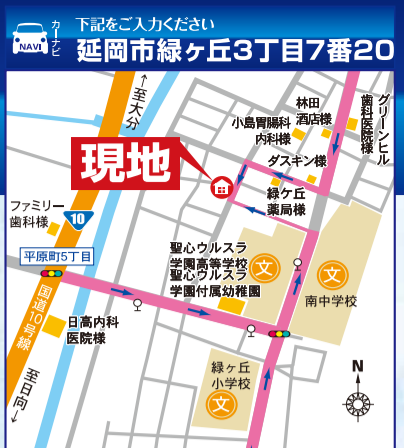 カーナビ
NAVI
下記をご入力ください
延岡市緑ヶ丘3丁目7番20
←至大分
林田
酒店様
グリーンヒル
歯科医院様
小島胃腸科
内科様
ダスキン様
現地
緑ケ丘
薬局様
ファミリー
歯科様
10
平原町5丁目
聖心ウルスラ
学園高等学校
聖心ウルスラ
学園付属幼稚園
文
文
南中学校
国道10号線
日高内科
医院様
緑ヶ丘
小学校
文
至日向→
N